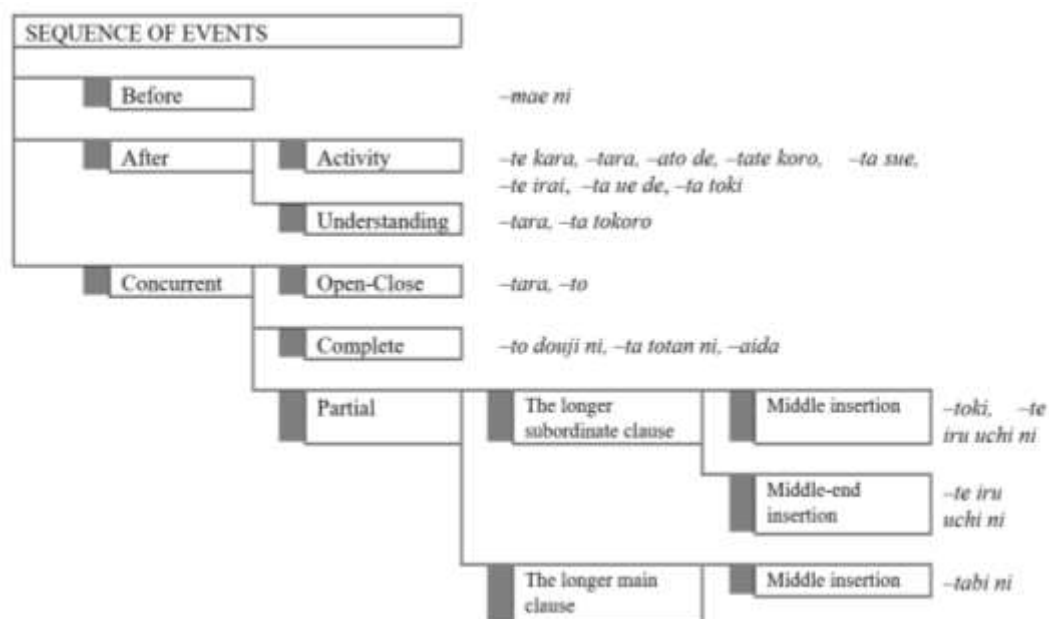 SEQUENCE OF EVENTS
Before
–mae ni
After
Activity
–te kara, –tara, –ato de, –tate koro, –ta sue,
–te irai, –ta ue de, –ta toki
Understanding
–tara, –ta tokoro
Concurrent
Open-Close
–tara, –to
Complete
–to douji ni, –ta totan ni, –aida
Partial
The longer
subordinate clause
Middle insertion
–toki, –te
iru uchi ni
Middle-end
insertion
–te iru
uchi ni
The longer main
clause
Middle insertion
–tabi ni